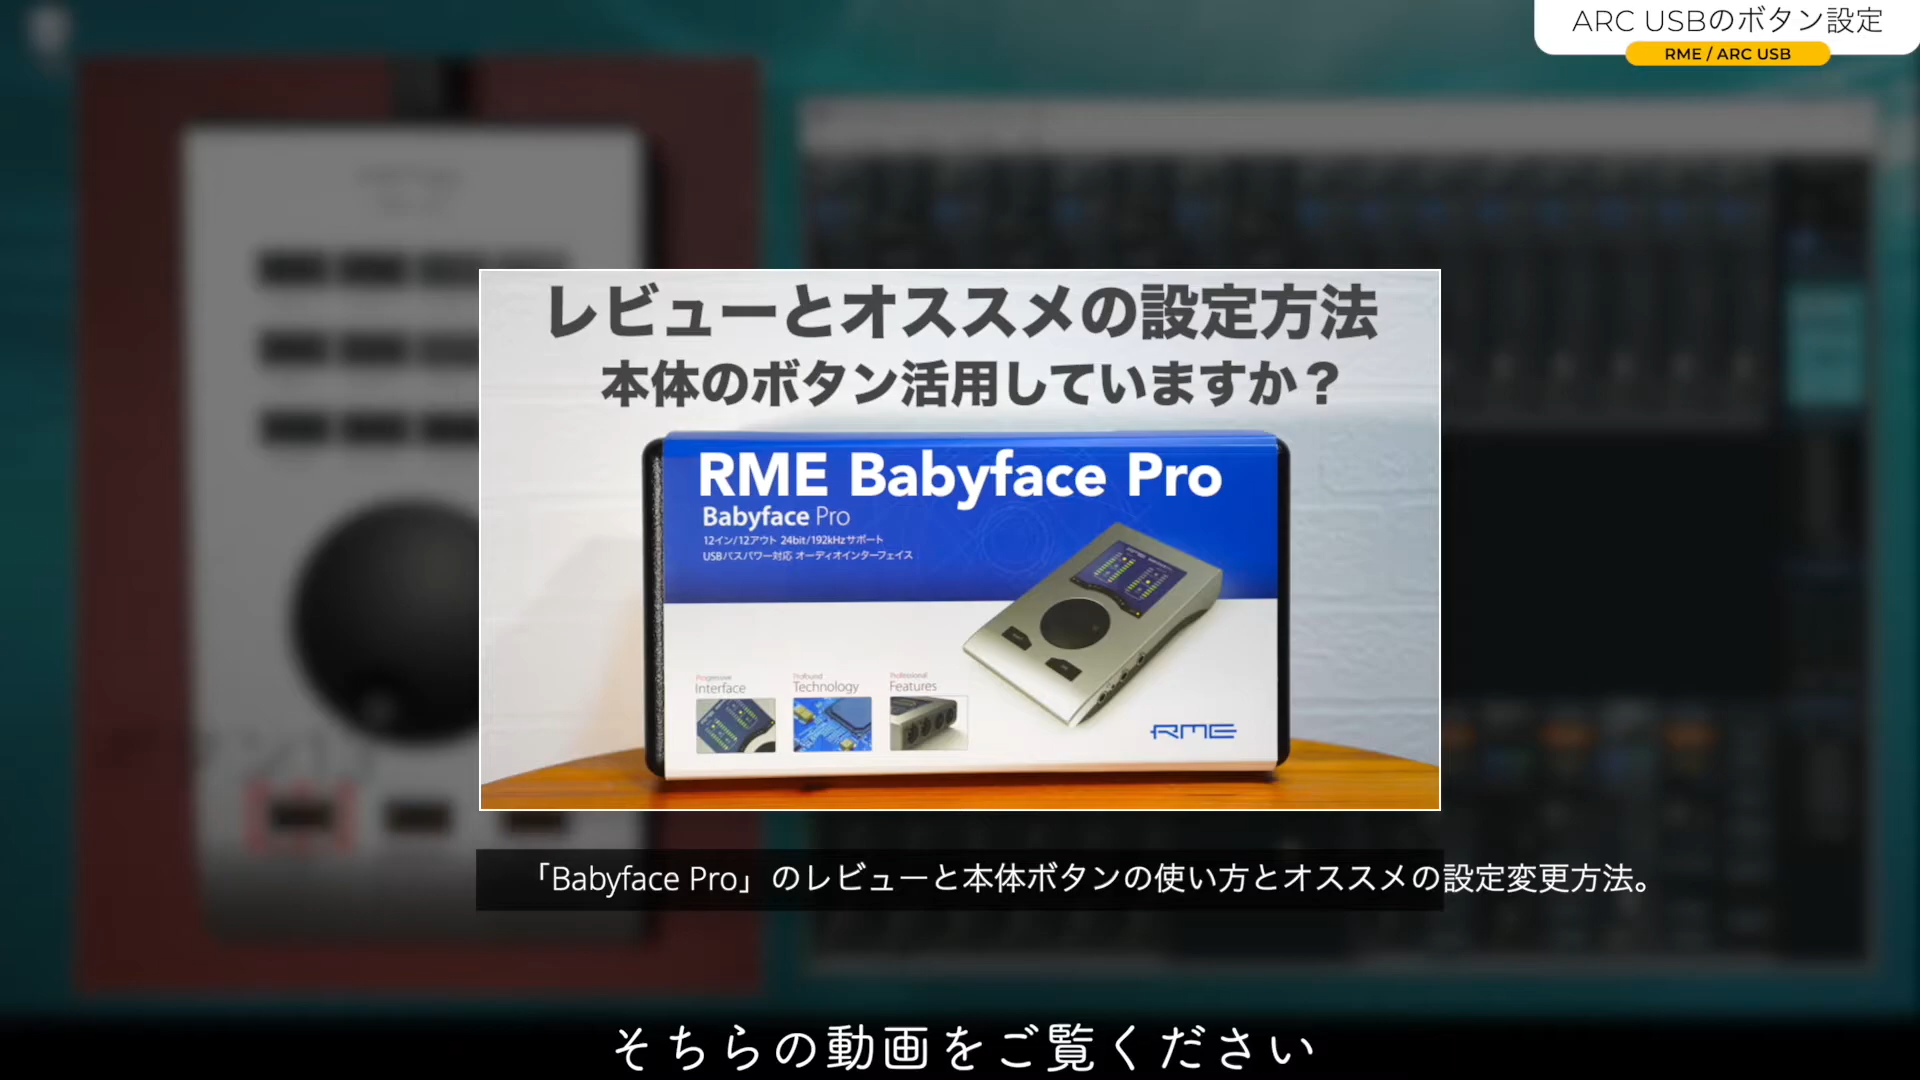 ARC USBのボタン設定
RME / ARC USB
レビューとオススメの設定方法
本体のボタン活用していますか？
RME Babyface Pro
Babyface Pro
12イン/12アウト 24bit/192kHzサポート
USBバスパワー対応 オーディオインターフェイス
Progressive
Interface
Profound
Technology
Professional
Features
RME
「Babyface Pro」のレビューと本体ボタンの使い方とオススメの設定変更方法。
そちらの動画をご覧ください